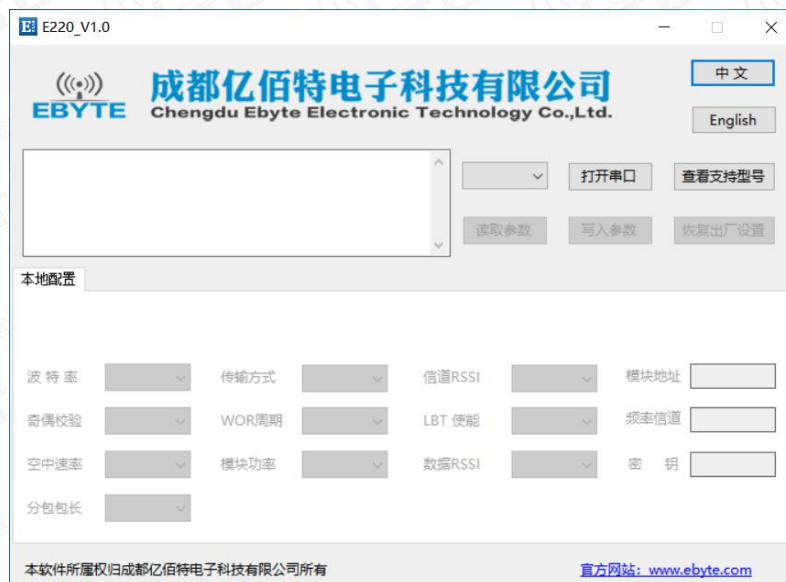 E220_V1.0
EBYTE
成都亿佰特电子科技有限公司
Chengdu Ebyte Electronic Technology Co.,Ltd.
中文
English
打开串口
查看支持型号
读取参数
写入参数
恢复出厂设置
本地配置
波特率
传输方式
信道RSSI
模块地址
奇偶校验
WOR周期
LBT 使能
频率信道
空中速率
模块功率
数据RSSI
密 钥
分包包长
本软件所属权归成都亿佰特电子科技有限公司所有
官方网站：www.ebyte.com